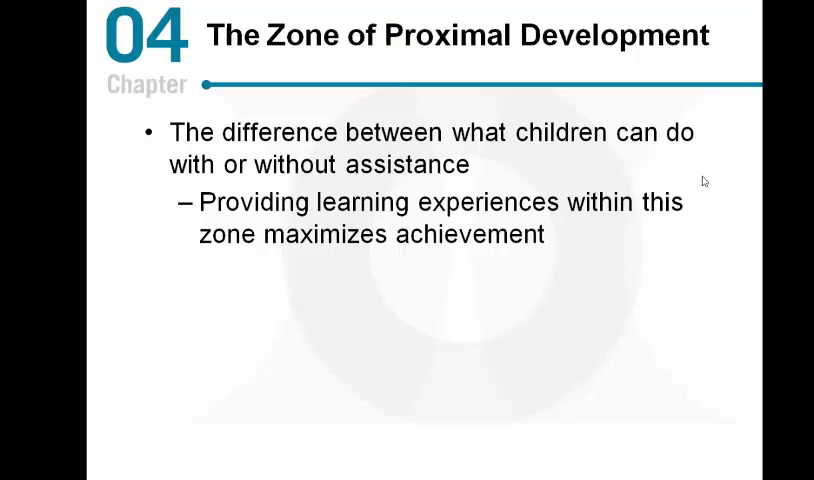 04
Chapter
The Zone of Proximal Development
• The difference between what children can do
with or without assistance
– Providing learning experiences within this
zone maximizes achievement